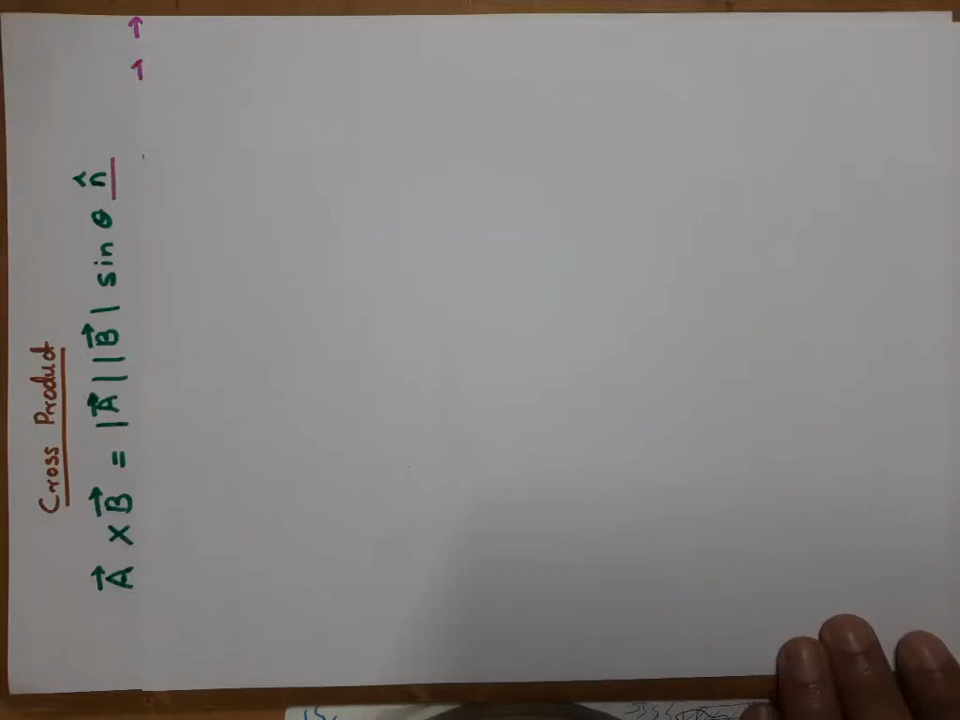 Cross Product
A⃗ × B⃗ = |A⃗| |B⃗| sin θ n̂